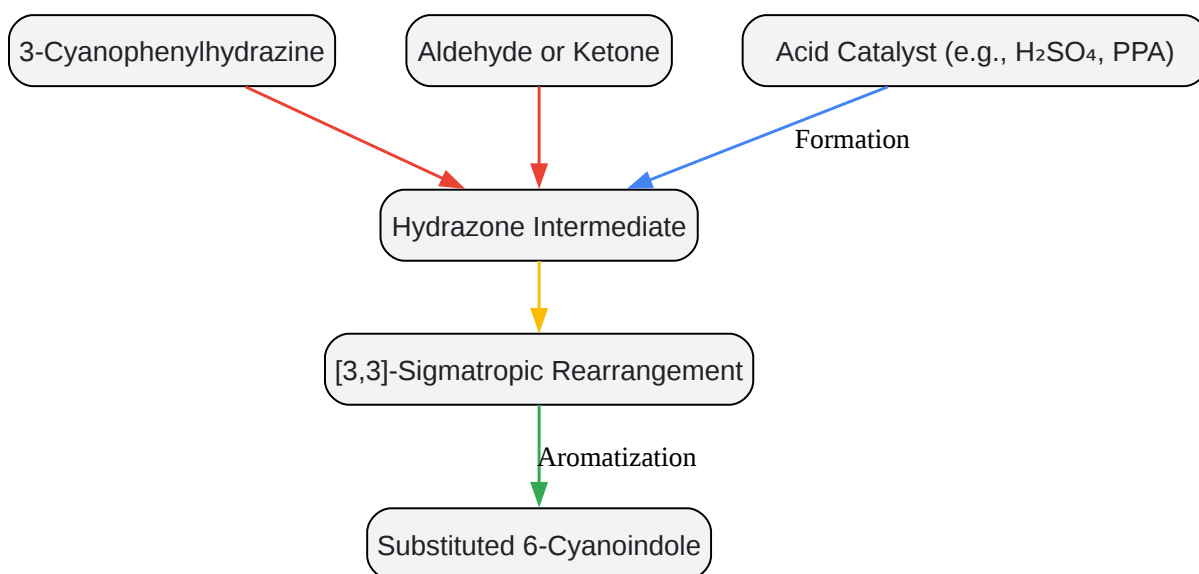 3-Cyanophenylhydrazine
Aldehyde or Ketone
Acid Catalyst (e.g., H₂SO₄, PPA)
Formation
Hydrazone Intermediate
[3,3]-Sigmatropic Rearrangement
Aromatization
Substituted 6-Cyanoindole